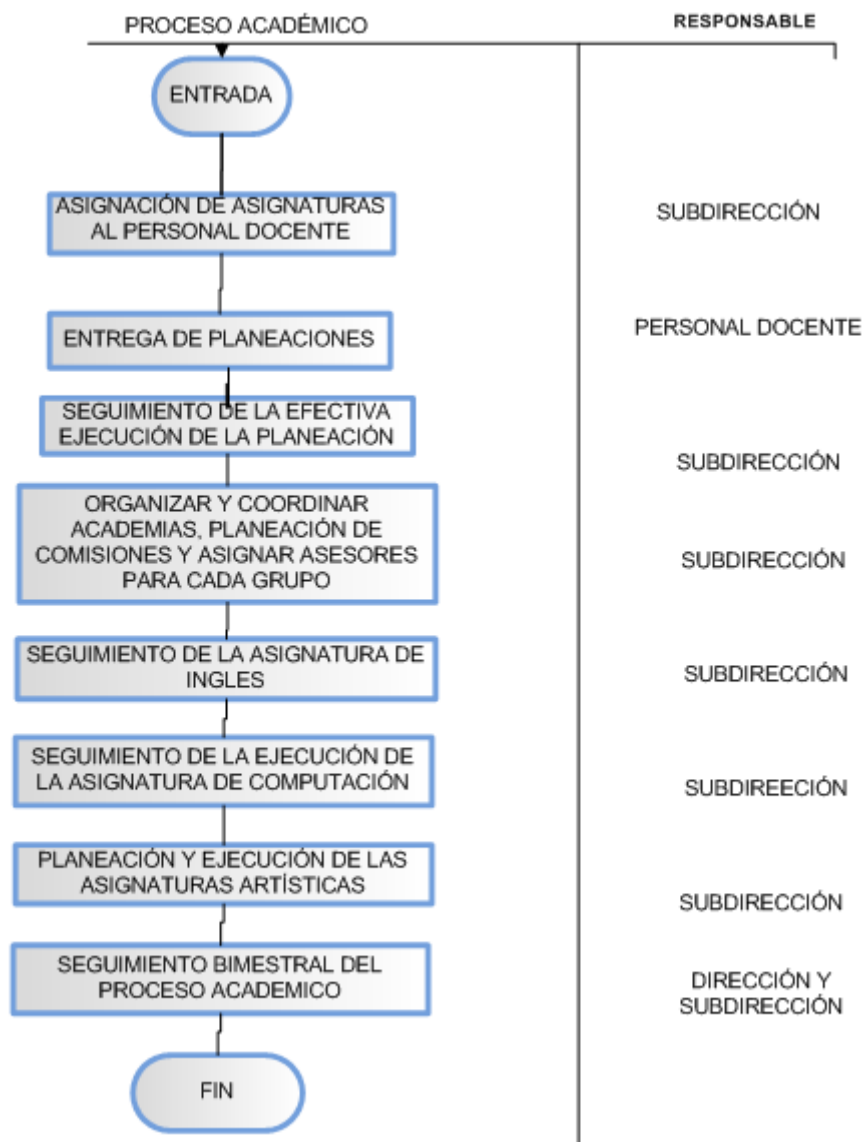 PROCESO ACADÉMICO
RESPONSABLE
ENTRADA
ASIGNACIÓN DE ASIGNATURAS
AL PERSONAL DOCENTE
SUBDIRECCIÓN
ENTREGA DE PLANEACIONES
PERSONAL DOCENTE
SEGUIMIENTO DE LA EFECTIVA
EJECUCIÓN DE LA PLANEACIÓN
SUBDIRECCIÓN
ORGANIZAR Y COORDINAR
ACADEMIAS, PLANEACIÓN DE
COMISIONES Y ASIGNAR ASESORES
PARA CADA GRUPO
SUBDIRECCIÓN
SEGUIMIENTO DE LA ASIGNATURA DE
INGLES
SUBDIRECCIÓN
SEGUIMIENTO DE LA EJECUCIÓN DE
LA ASIGNATURA DE COMPUTACIÓN
SUBDIREECIÓN
PLANEACIÓN Y EJECUCIÓN DE LAS
ASIGNATURAS ARTÍSTICAS
SUBDIRECCIÓN
SEGUIMIENTO BIMESTRAL DEL
PROCESO ACADEMICO
DIRECCIÓN Y
SUBDIRECCIÓN
FIN